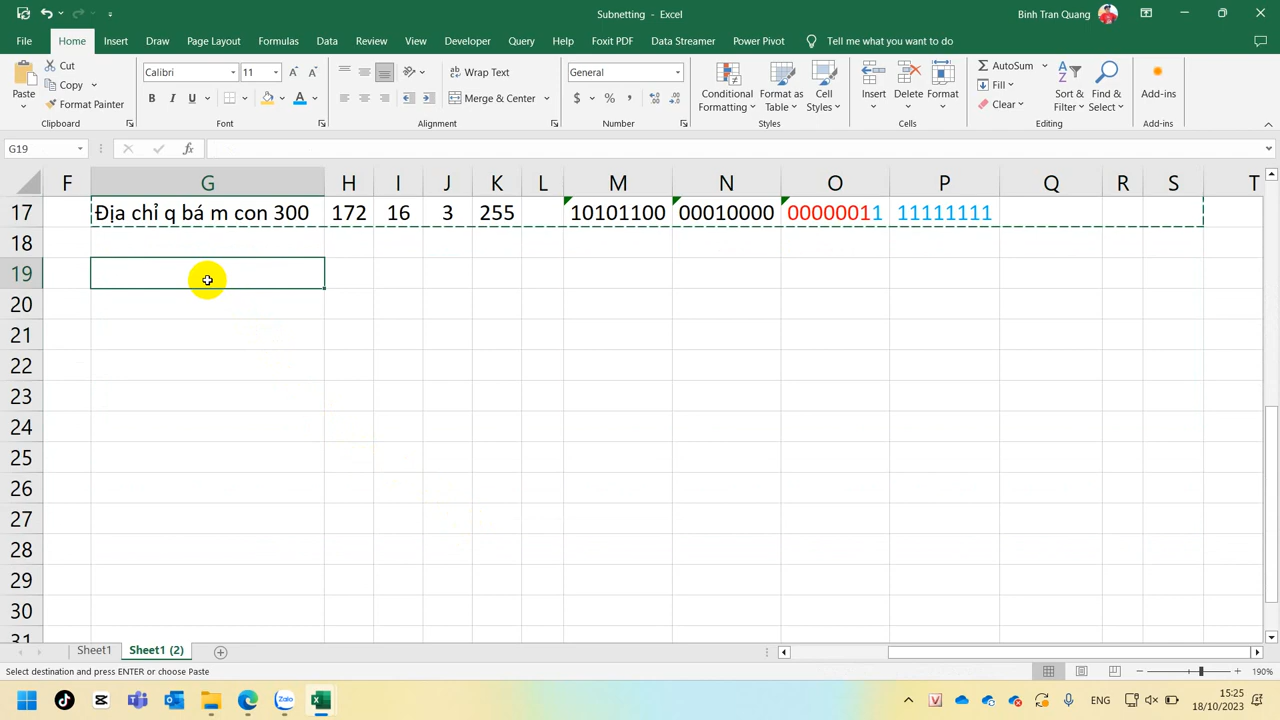 Subnetting - Excel
Binh Tran Quang
File Home Insert Draw Page Layout Formulas Data Review View Developer Query Help Foxit PDF Data Streamer Power Pivot Tell me what you want to do
Paste
Cut
Copy
Format Painter
Clipboard
Calibri 11
B I U
Font
Wrap Text
Merge & Center
Alignment
General
$ % ,
Number
Conditional Formatting
Format as Table
Cell Styles
Styles
Insert Delete Format
Cells
AutoSum
Fill
Clear
Sort & Filter
Find & Select
Editing
Add-ins
Add-ins
G19
fx
F G H I J K L M N O P Q R S T
17 Địa chỉ q bá m con 300 172 16 3 255 10101100 00010000 00000011 11111111
18
19
20
21
22
23
24
25
26
27
28
29
30
31
Sheet1 Sheet1 (2)
Select destination and press ENTER or choose Paste
190%
Zalo
ENG
15:25
18/10/2023